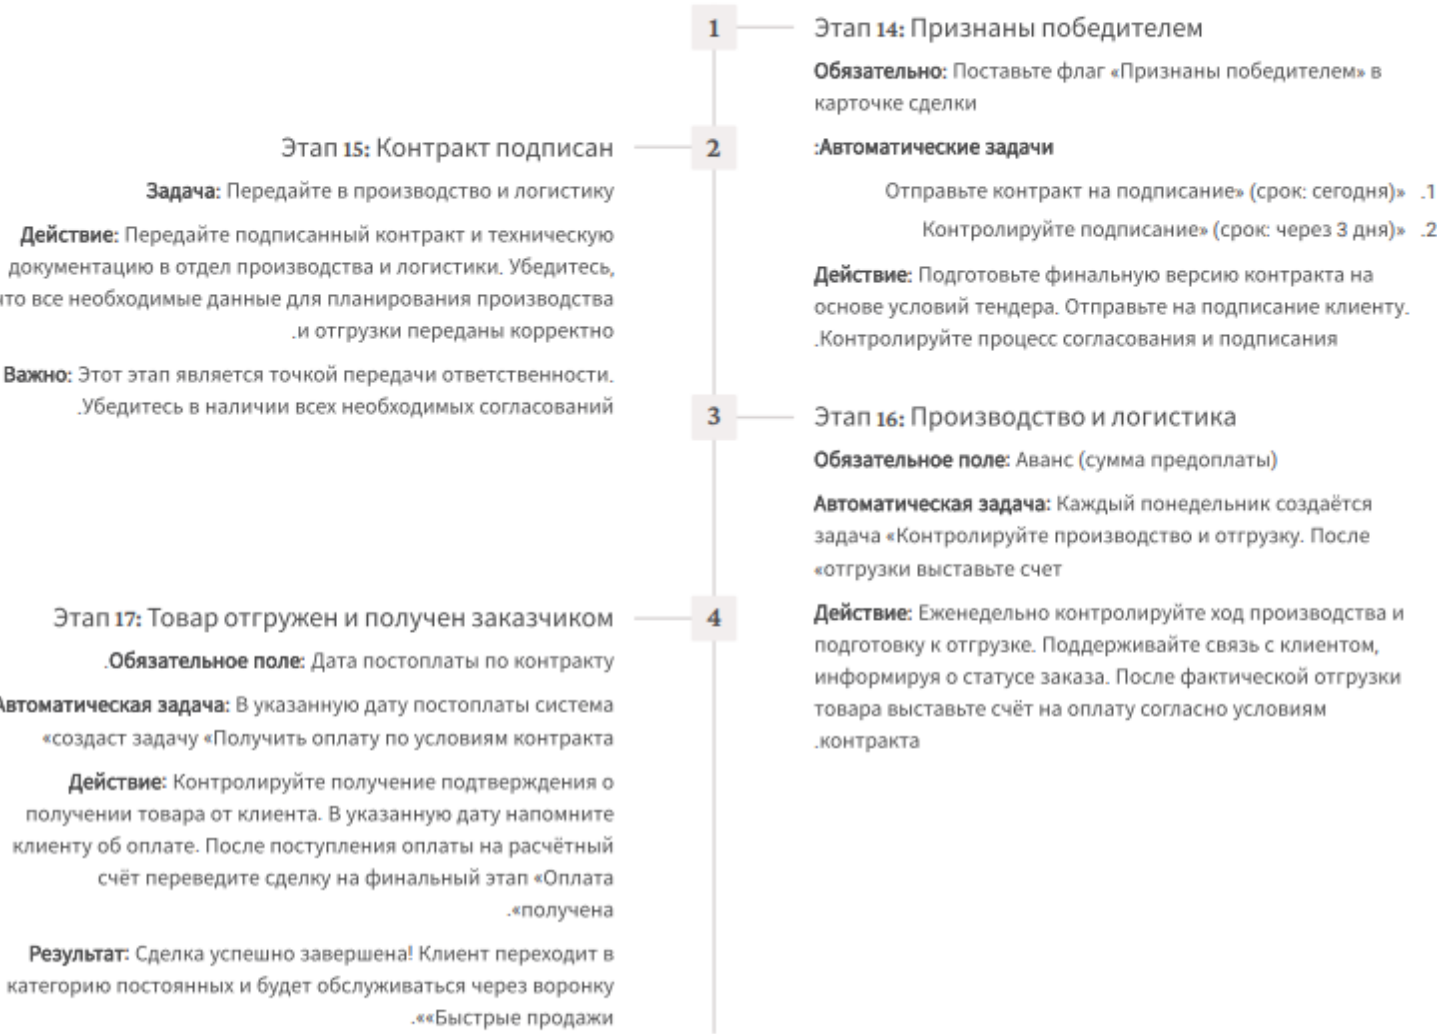 1
Этап 14: Признаны победителем
Обязательно: Поставьте флаг «Признаны победителем» в
карточке сделки
:Автоматические задачи
Отправьте контракт на подписание» (срок: сегодня)» .1
Контролируйте подписание» (срок: через 3 дня)» .2
Действие: Подготовьте финальную версию контракта на
основе условий тендера. Отправьте на подписание клиенту.
.Контролируйте процесс согласования и подписания
2
Этап 15: Контракт подписан
Задача: Передайте в производство и логистику
Действие: Передайте подписанный контракт и техническую
документацию в отдел производства и логистики. Убедитесь,
что все необходимые данные для планирования производства
.и отгрузки переданы корректно
Важно: Этот этап является точкой передачи ответственности.
.Убедитесь в наличии всех необходимых согласований
3
Этап 16: Производство и логистика
Обязательное поле: Аванс (сумма предоплаты)
Автоматическая задача: Каждый понедельник создаётся
задача «Контролируйте производство и отгрузку. После
«отгрузки выставьте счет
Действие: Еженедельно контролируйте ход производства и
подготовку к отгрузке. Поддерживайте связь с клиентом,
информируя о статусе заказа. После фактической отгрузки
товара выставьте счёт на оплату согласно условиям
.контракта
4
Этап 17: Товар отгружен и получен заказчиком
.Обязательное поле: Дата постоплаты по контракту
Автоматическая задача: В указанную дату постоплаты система
«создаст задачу «Получить оплату по условиям контракта
Действие: Контролируйте получение подтверждения о
получении товара от клиента. В указанную дату напомните
клиенту об оплате. После поступления оплаты на расчётный
счёт переведите сделку на финальный этап «Оплата
.«получена
Результат: Сделка успешно завершена! Клиент переходит в
категорию постоянных и будет обслуживаться через воронку
.««Быстрые продажи